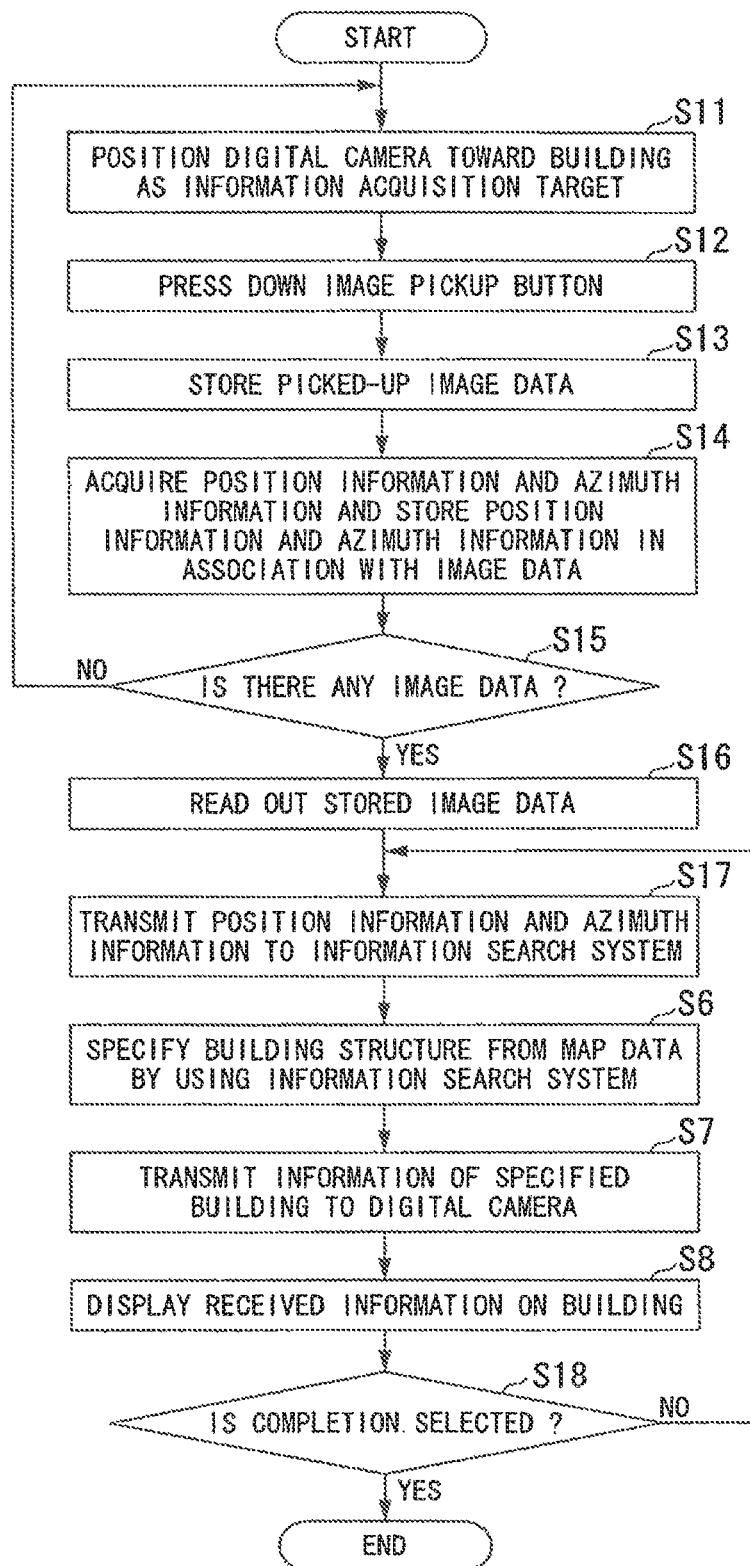 START
S11
POSITION DIGITAL CAMERA TOWARD BUILDING
AS INFORMATION ACQUISITION TARGET
S12
PRESS DOWN IMAGE PICKUP BUTTON
S13
STORE PICKED-UP IMAGE DATA
S14
ACQUIRE POSITION INFORMATION AND AZIMUTH
INFORMATION AND STORE POSITION
INFORMATION AND AZIMUTH INFORMATION IN
ASSOCIATION WITH IMAGE DATA
S15
NO
IS THERE ANY IMAGE DATA ?
YES
S16
READ OUT STORED IMAGE DATA
S17
TRANSMIT POSITION INFORMATION AND AZIMUTH
INFORMATION TO INFORMATION SEARCH SYSTEM
S6
SPECIFY BUILDING STRUCTURE FROM MAP DATA
BY USING INFORMATION SEARCH SYSTEM
S7
TRANSMIT INFORMATION OF SPECIFIED
BUILDING TO DIGITAL CAMERA
S8
DISPLAY RECEIVED INFORMATION ON BUILDING
S18
IS COMPLETION SELECTED ?
NO
YES
END